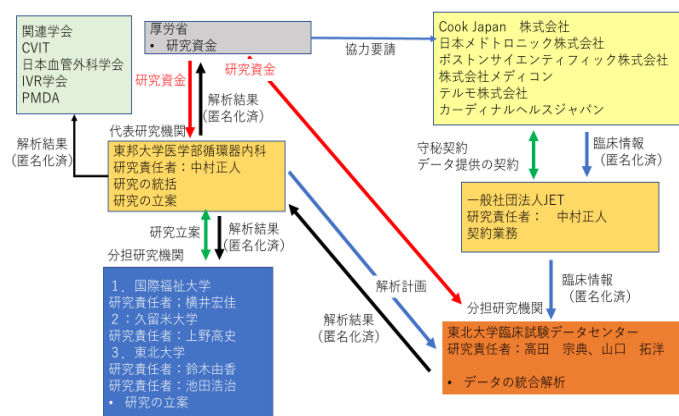 関連学会
CVIT
日本血管外科学会
IVR学会
PMDA
厚労省
• 研究資金
協力要請
Cook Japan　株式会社
日本メドトロニック株式会社
ボストンサイエンティフィック株式会社
株式会社メディコン
テルモ株式会社
カーディナルヘルスジャパン
研究資金
研究資金
解析結果
(匿名化済)
解析結果
(匿名化済)
代表研究機関
東邦大学医学部循環器内科
研究責任者：中村正人
研究の統括
研究の立案
守秘契約
データ提供の契約
臨床情報
（匿名化済）
一般社団法人JET
研究責任者：　中村正人
契約業務
研究立案
解析結果
(匿名化済)
分担研究機関
１．国際福祉大学
研究責任者；横井宏佳
２：久留米大学
研究責任者：上野高史
３．東北大学
研究責任者：鈴木由香
研究責任者：池田浩治
• 研究の立案
解析計画
解析結果
(匿名化済)
臨床情報
（匿名化済）
分担研究機関
東北大学臨床試験データセンター
研究責任者：高田　宗典、山口　拓洋
• データの統合解析